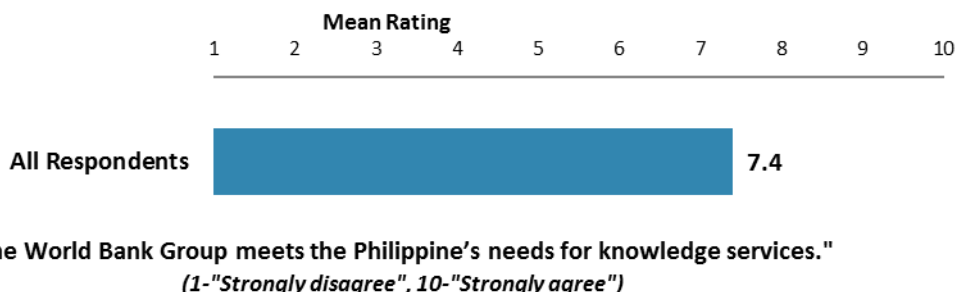 Mean Rating
1 2 3 4 5 6 7 8 9 10
All Respondents 7.4
World Bank Group meets the Philippine’s needs for knowledge services."
(1-"Strongly disagree", 10-"Strongly agree")